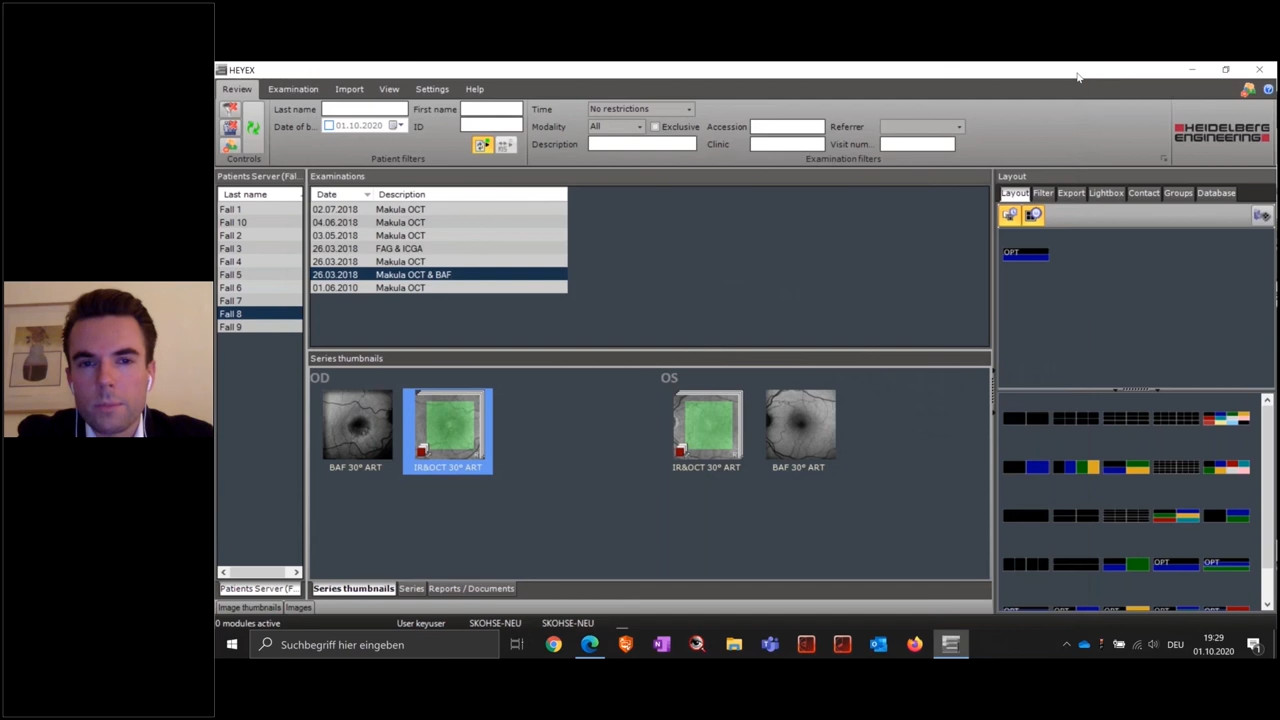 HEYEX
Review Examination Import View Settings Help
Last name First name Time No restrictions
Date of b... 01.10.2020 ID Modality All Exclusive Accession Referrer
Description Clinic Visit num...
Controls Patient filters Examination filters
HEIDELBERG
ENGINEERING
Patients Server (Fäl... Examinations Layout
Last name Date Description Layout Filter Export Lightbox Contact Groups Database
Fall 1 02.07.2018 Makula OCT
Fall 10 04.06.2018 Makula OCT
Fall 2 03.05.2018 Makula OCT
Fall 3 26.03.2018 FAG & ICGA
Fall 4 26.03.2018 Makula OCT
Fall 5 26.03.2018 Makula OCT & BAF
Fall 6 01.06.2010 Makula OCT
Fall 7
Fall 8
Fall 9
OPT
Series thumbnails
OD OS
BAF 30° ART IR&OCT 30° ART IR&OCT 30° ART BAF 30° ART
OPT OPT
Patients Server (F... Series thumbnails Series Reports / Documents
Image thumbnails Images
0 modules active User keyuser SKOHSE-NEU SKOHSE-NEU
Suchbegriff hier eingeben DEU 19:29
01.10.2020